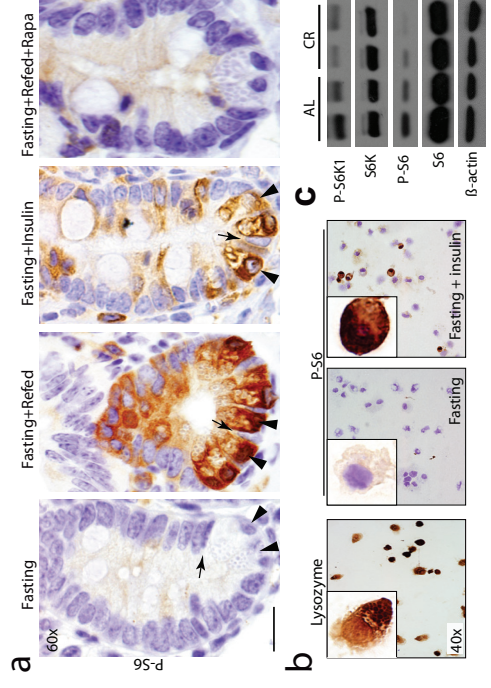 a
Fasting
Fasting+Refed
Fasting+Insulin
Fasting+Refed+Rapa
60x
P-S6
b
Lysozyme
P-S6
Fasting
Fasting + insulin
40x
c
AL
CR
P-S6K1
S6K
P-S6
S6
ß-actin